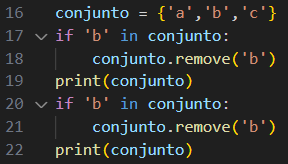 16 conjunto = {'a','b','c'}
17 if 'b' in conjunto:
18     conjunto.remove('b')
19 print(conjunto)
20 if 'b' in conjunto:
21     conjunto.remove('b')
22 print(conjunto)